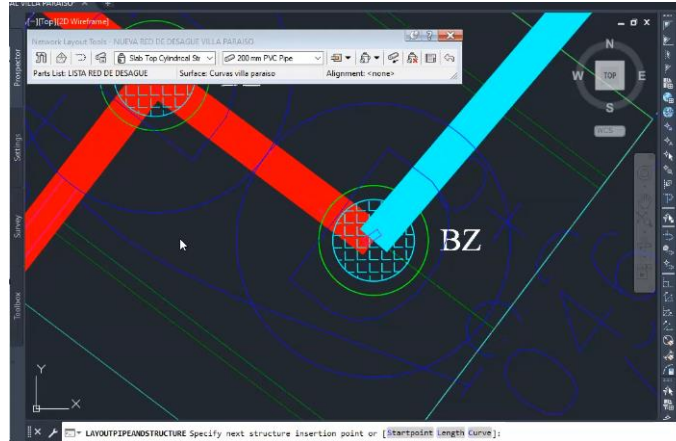 AL VILLA PARAISO*
[−][Top][2D Wireframe]
Network Layout Tools - NUEVA RED DE DESAGUE VILLA PARAISO
Slab Top Cylindrical Str
200 mm PVC Pipe
Parts List: LISTA RED DE DESAGUE
Surface: Curvas villa paraiso
Alignment: <none>
N
W
TOP
E
S
WCS
Prospector
Settings
Survey
Toolbox
BZ
Y
X
LAYOUTPIPEANDSTRUCTURE Specify next structure insertion point or [Startpoint Length Curve]: